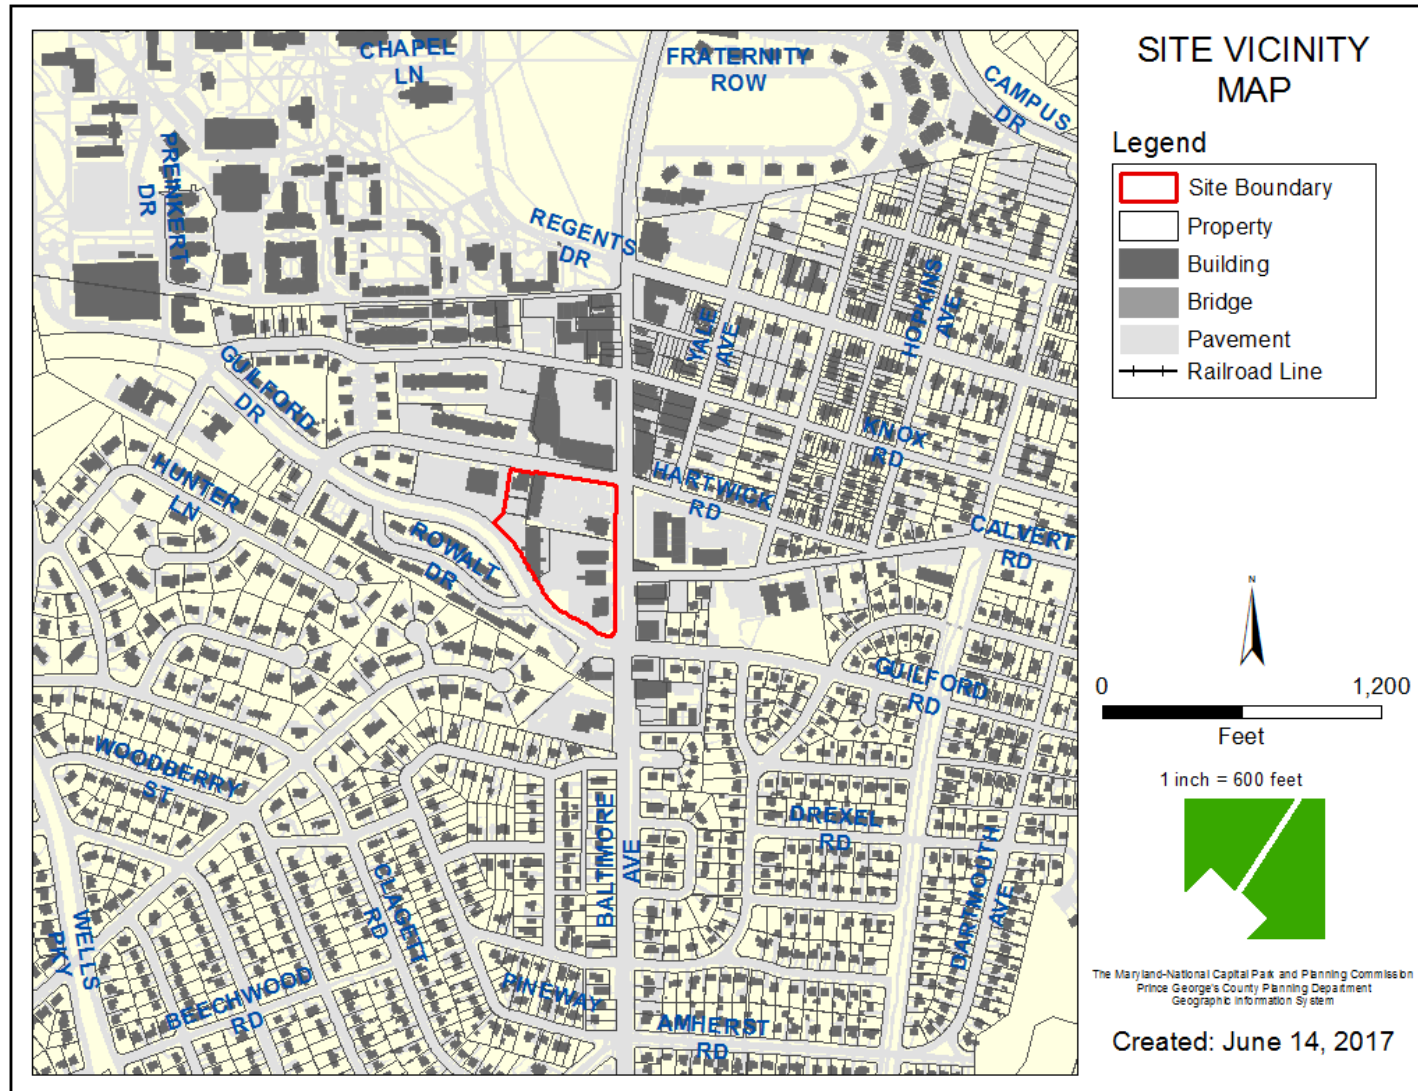 CHAPEL
LN
FRATERNITY
ROW
CAMPUS
DR
PREINKERT
DR
REGENTS
DR
HOPKINS
AVE
YALE
AVE
GUILFORD
DR
KNOX
RD
HUNTER
LN
HARTWICK
RD
ROWALT
DR
CALVERT
RD
GUILFORD
RD
WOODBERRY
ST
BALTIMORE
AVE
DREXEL
RD
DARTMOUTH
AVE
CLAGETT
RD
WELLS
PKY
BEECHWOOD
RD
PINEWAY
AMHERST
RD
SITE VICINITY
MAP
Legend
Site Boundary
Property
Building
Bridge
Pavement
Railroad Line
N
0 1,200
Feet
1 inch = 600 feet
The Maryland-National Capital Park and Planning Commission
Prince George's County Planning Department
Geographic Information System
Created: June 14, 2017